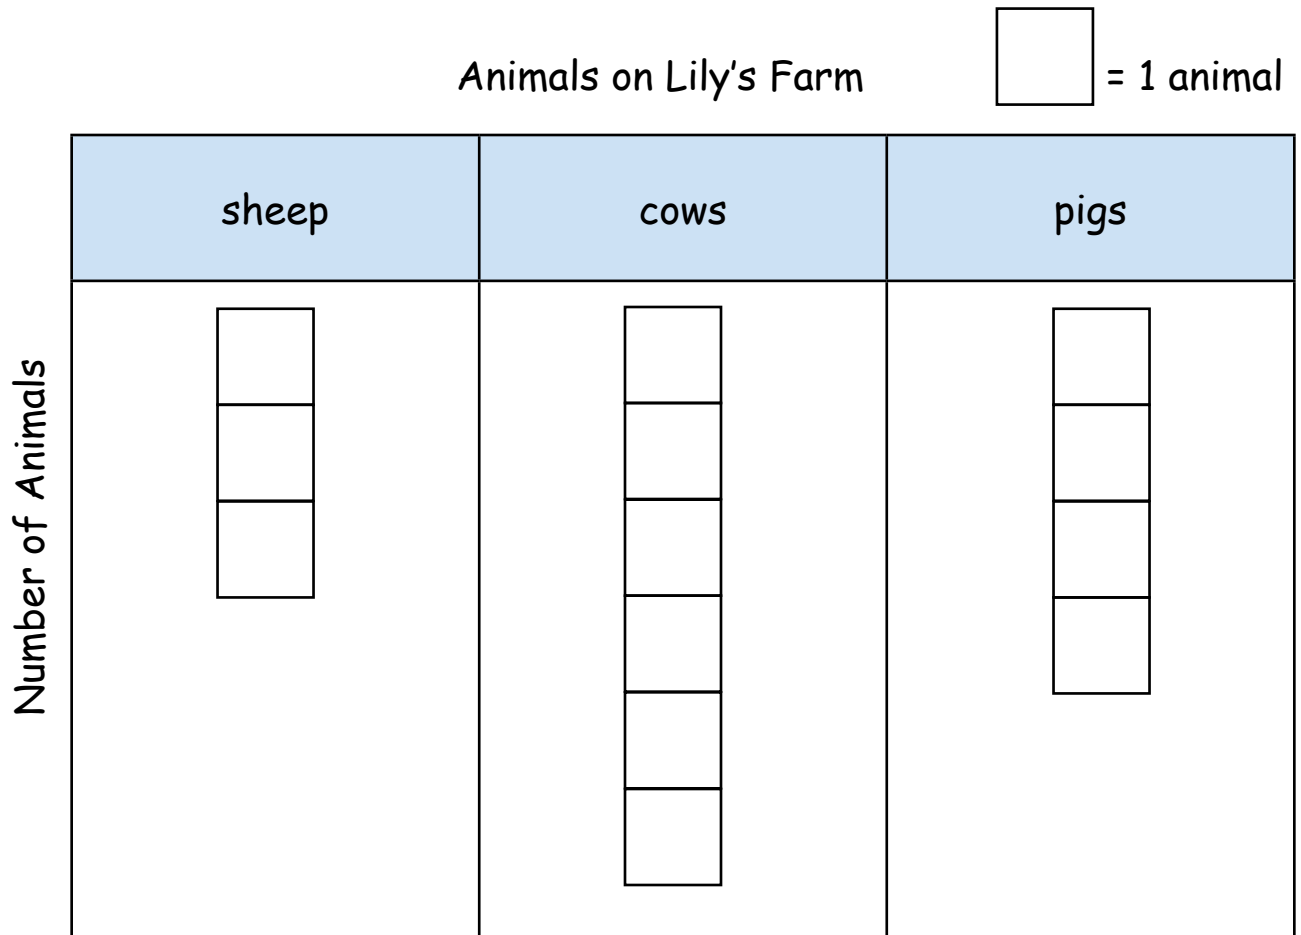 Animals on Lily's Farm
= 1 animal
sheep
cows
pigs
Number of Animals